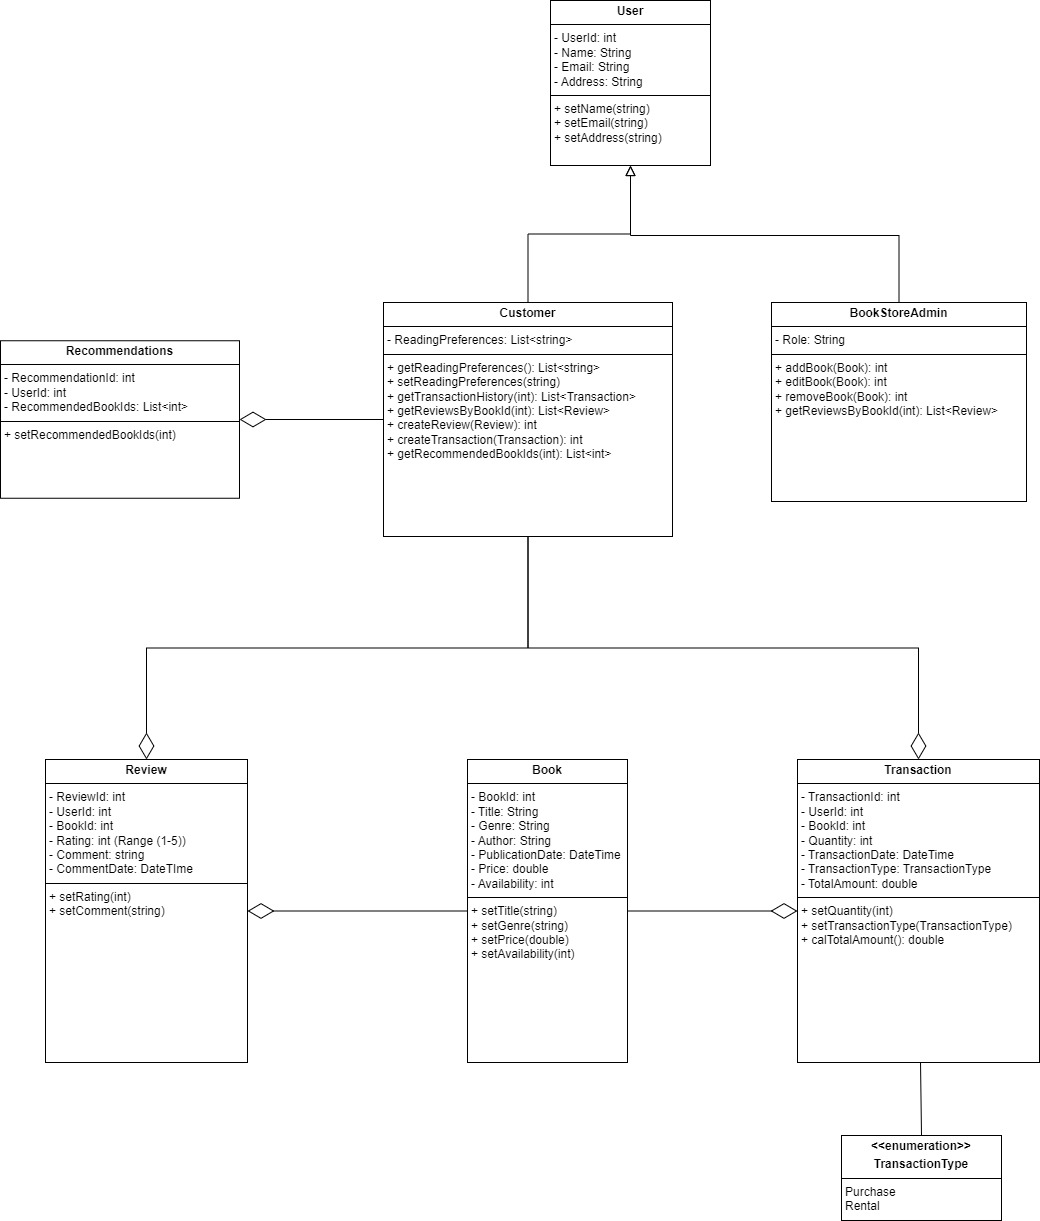 User
- UserId: int
- Name: String
- Email: String
- Address: String
+ setName(string)
+ setEmail(string)
+ setAddress(string)
Recommendations
- RecommendationId: int
- UserId: int
- RecommendedBookIds: List<int>
+ setRecommendedBookIds(int)
Customer
- ReadingPreferences: List<string>
+ getReadingPreferences(): List<string>
+ setReadingPreferences(string)
+ getTransactionHistory(int): List<Transaction>
+ getReviewsByBookId(int): List<Review>
+ createReview(Review): int
+ createTransaction(Transaction): int
+ getRecommendedBookIds(int): List<int>
BookStoreAdmin
- Role: String
+ addBook(Book): int
+ editBook(Book): int
+ removeBook(Book): int
+ getReviewsByBookId(int): List<Review>
Review
- ReviewId: int
- UserId: int
- BookId: int
- Rating: int (Range (1-5))
- Comment: string
- CommentDate: DateTIme
+ setRating(int)
+ setComment(string)
Book
- BookId: int
- Title: String
- Genre: String
- Author: String
- PublicationDate: DateTime
- Price: double
- Availability: int
+ setTitle(string)
+ setGenre(string)
+ setPrice(double)
+ setAvailability(int)
Transaction
- TransactionId: int
- UserId: int
- BookId: int
- Quantity: int
- TransactionDate: DateTime
- TransactionType: TransactionType
- TotalAmount: double
+ setQuantity(int)
+ setTransactionType(TransactionType)
+ calTotalAmount(): double
<<enumeration>>
TransactionType
Purchase
Rental